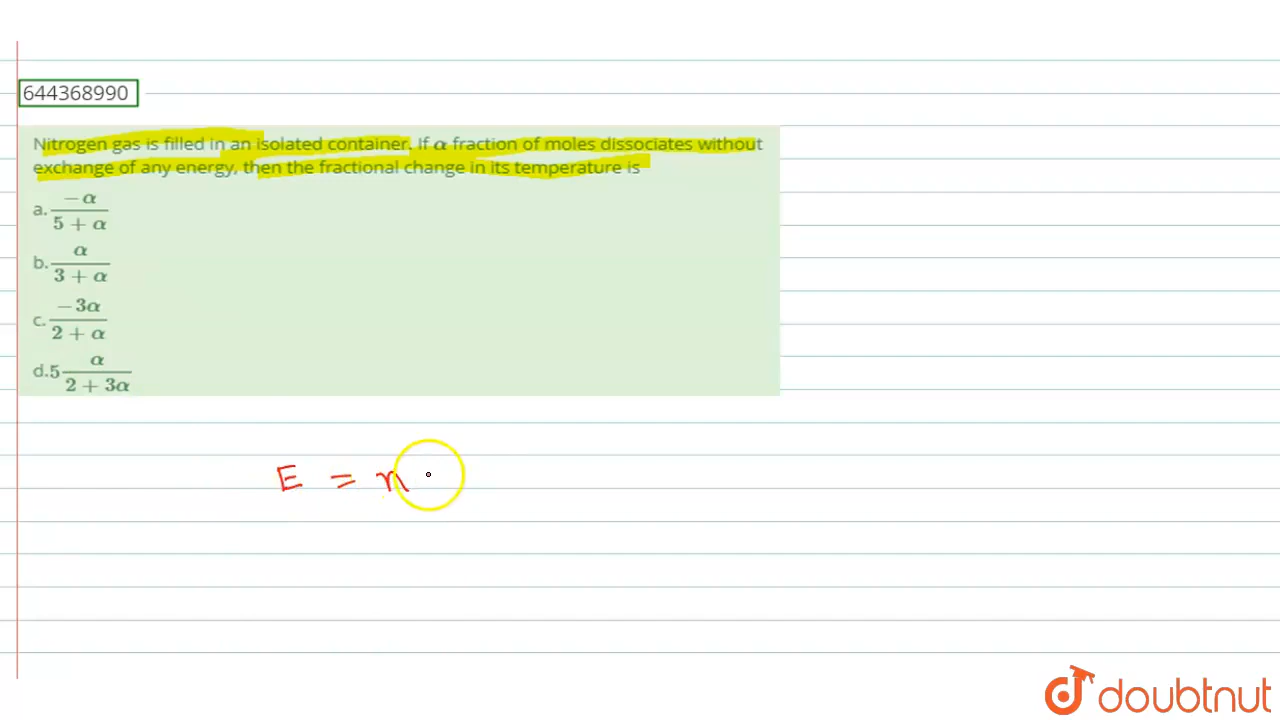 644368990
Nitrogen gas is filled in an isolated container. If α fraction of moles dissociates without
exchange of any energy, then the fractional change in its temperature is
a. −α / 5 + α
b. α / 3 + α
c. −3α / 2 + α
d.5 α / 2 + 3α
E = n
doubtnut